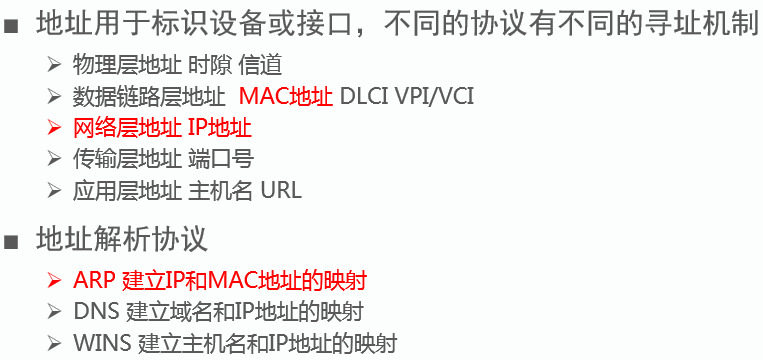 ■ 地址用于标识设备或接口，不同的协议有不同的寻址机制
➢ 物理层地址 时隙 信道
➢ 数据链路层地址 MAC地址 DLCI VPI/VCI
➢ 网络层地址 IP地址
➢ 传输层地址 端口号
➢ 应用层地址 主机名 URL
■ 地址解析协议
➢ ARP 建立IP和MAC地址的映射
➢ DNS 建立域名和IP地址的映射
➢ WINS 建立主机名和IP地址的映射